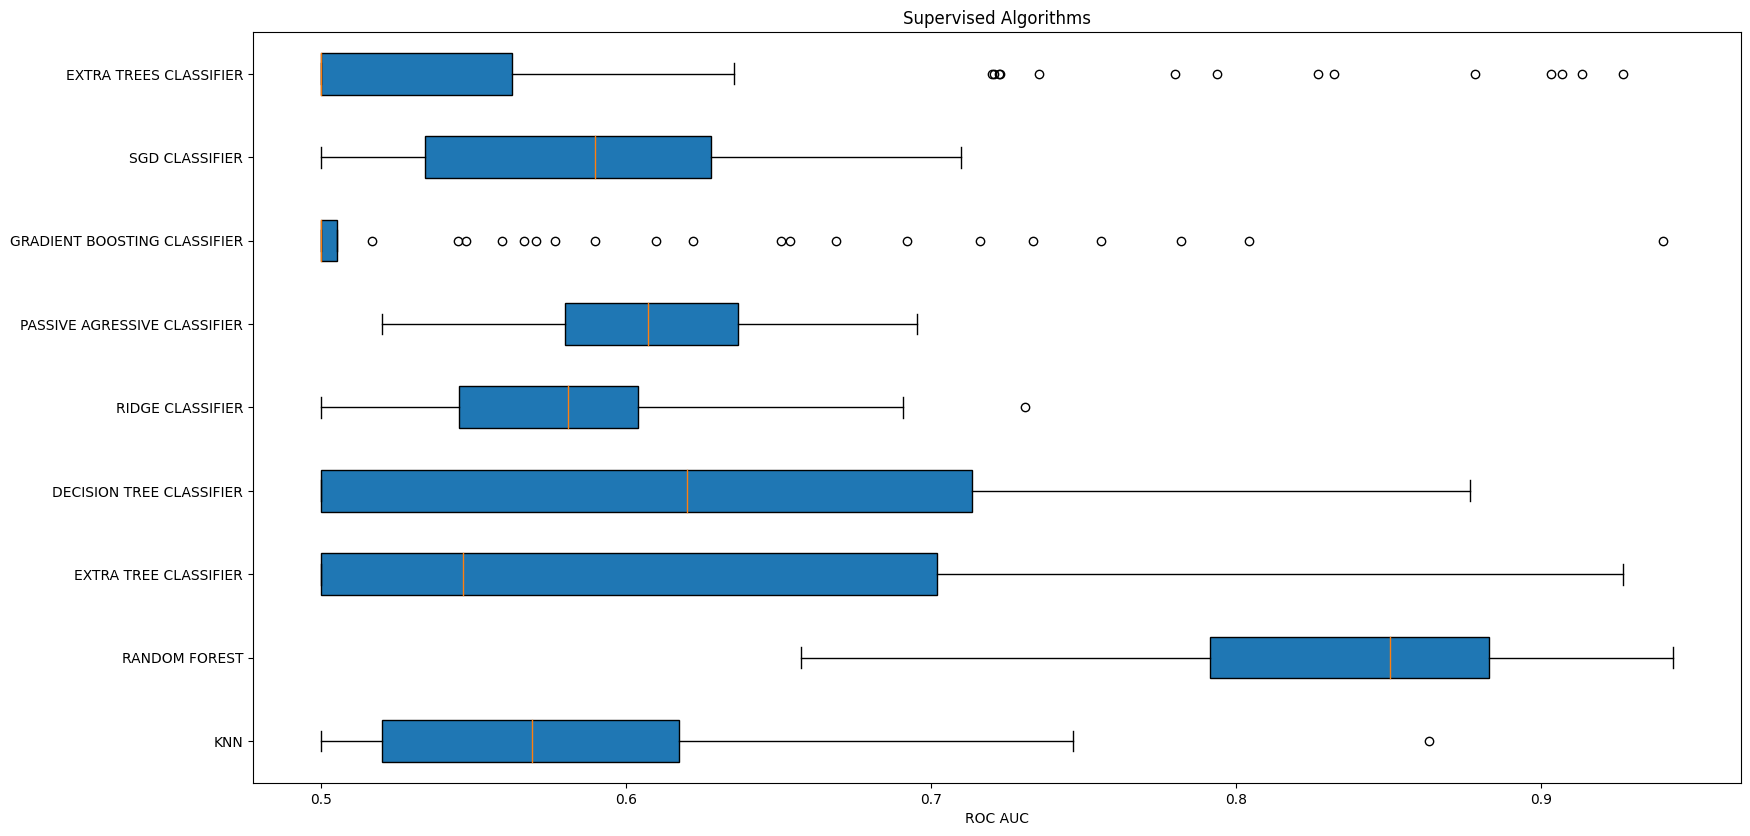 Supervised Algorithms
EXTRA TREES CLASSIFIER
SGD CLASSIFIER
GRADIENT BOOSTING CLASSIFIER
PASSIVE AGRESSIVE CLASSIFIER
RIDGE CLASSIFIER
DECISION TREE CLASSIFIER
EXTRA TREE CLASSIFIER
RANDOM FOREST
KNN
0.5 0.6 0.7 0.8 0.9
ROC AUC